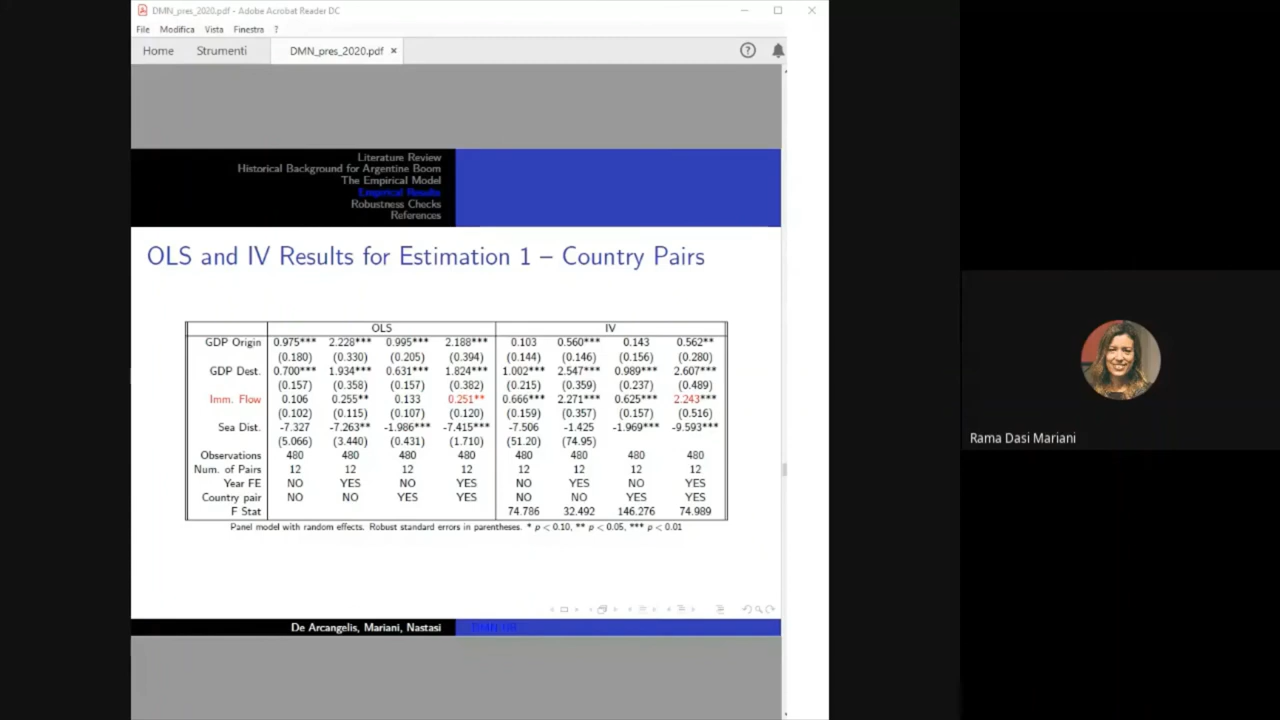 DMN_pres_2020.pdf - Adobe Acrobat Reader DC
File Modifica Vista Finestra ?
Home Strumenti DMN_pres_2020.pdf ×
Literature Review
Historical Background for Argentine Boom
The Empirical Model
Empirical Results
Robustness Checks
References
OLS and IV Results for Estimation 1 – Country Pairs
OLS IV
GDP Origin 0.975*** 2.228*** 0.995*** 2.188*** 0.103 0.560*** 0.143 0.562**
(0.180) (0.330) (0.205) (0.394) (0.144) (0.146) (0.156) (0.280)
GDP Dest. 0.700*** 1.934*** 0.631*** 1.824*** 1.002*** 2.547*** 0.989*** 2.607***
(0.157) (0.358) (0.157) (0.382) (0.215) (0.359) (0.237) (0.489)
Imm. Flow 0.106 0.255** 0.133 0.251** 0.666*** 2.271*** 0.625*** 2.243***
(0.102) (0.115) (0.107) (0.120) (0.159) (0.357) (0.157) (0.516)
Sea Dist. -7.327 -7.263** -1.986*** -7.415*** -7.506 -1.425 -1.969*** -9.593***
(5.066) (3.440) (0.431) (1.710) (51.20) (74.95)
Observations 480 480 480 480 480 480 480 480
Num. of Pairs 12 12 12 12 12 12 12 12
Year FE NO YES NO YES NO YES NO YES
Country pair NO NO YES YES NO NO YES YES
F Stat 74.786 32.492 146.276 74.989
Panel model with random effects. Robust standard errors in parentheses. * p < 0.10, ** p < 0.05, *** p < 0.01
De Arcangelis, Mariani, Nastasi
Rama Dasi Mariani